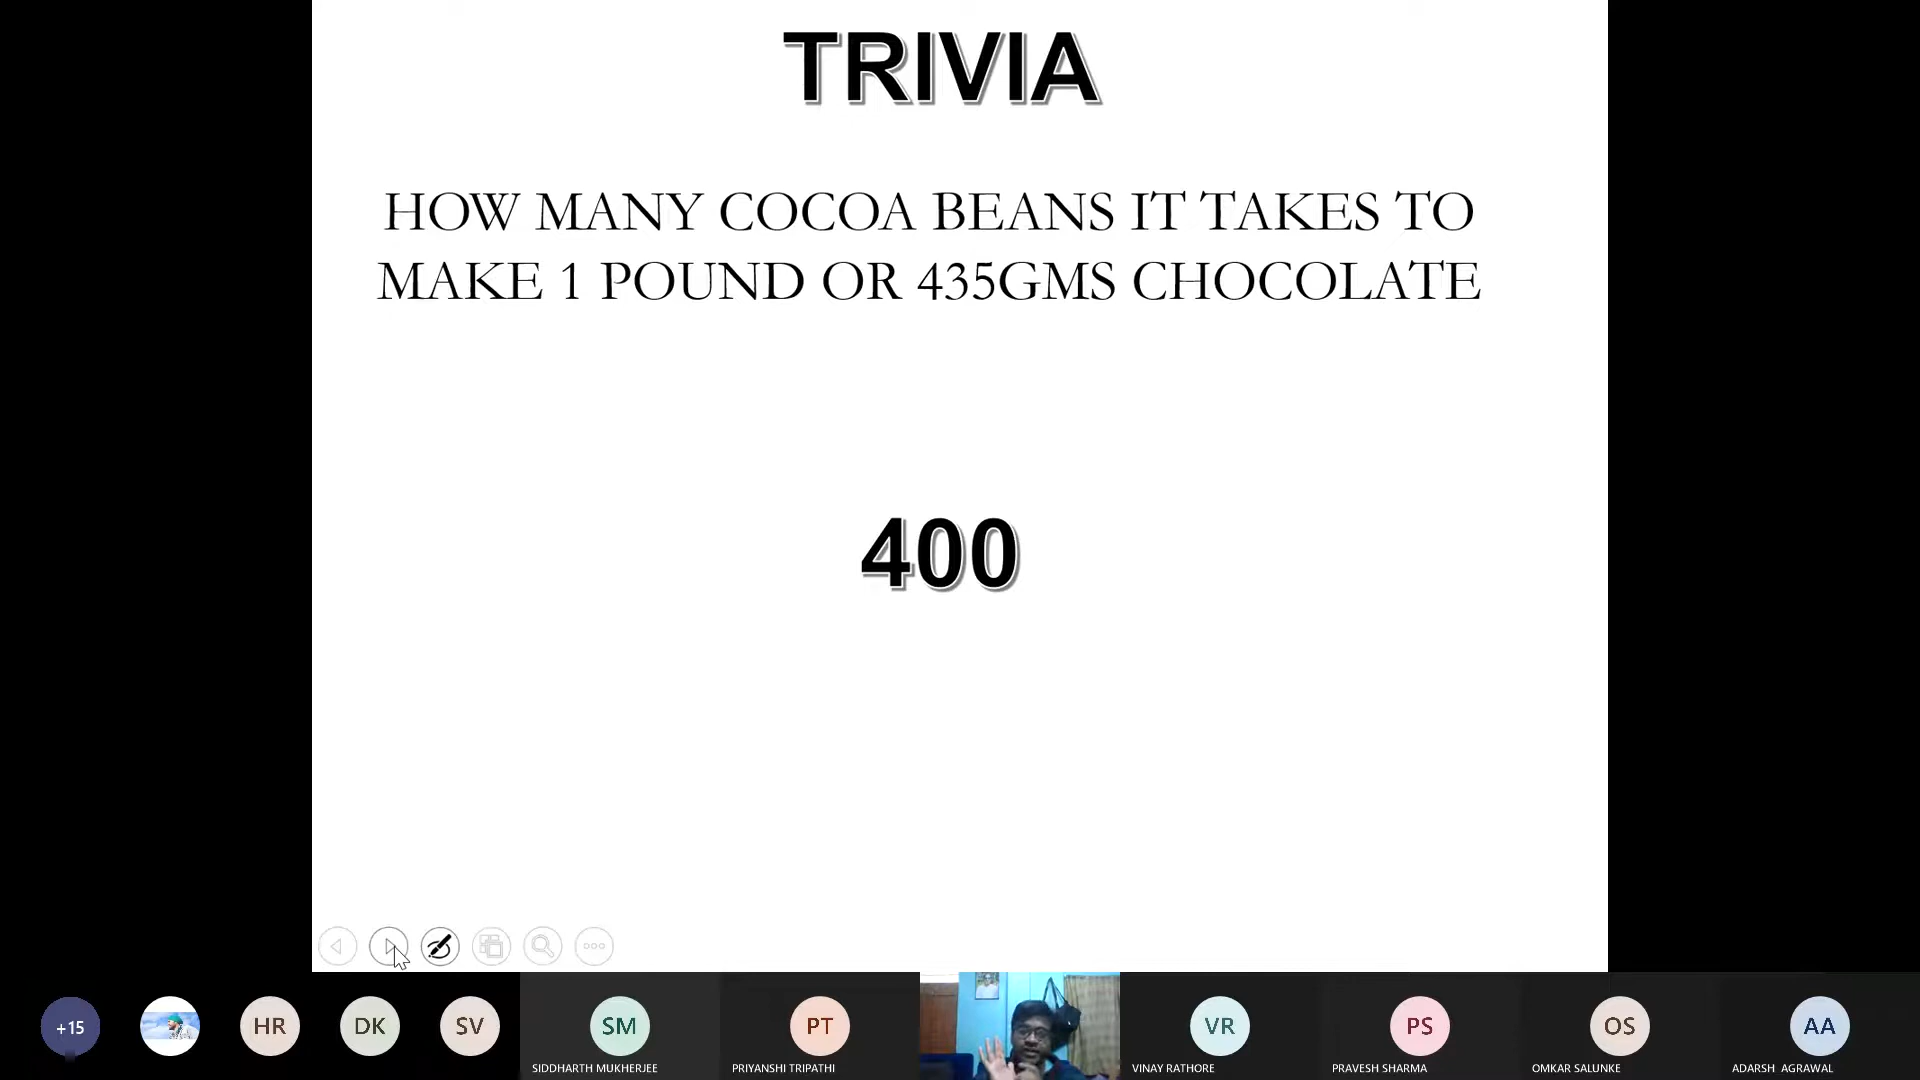 TRIVIA
HOW MANY COCOA BEANS IT TAKES TO
MAKE 1 POUND OR 435GMS CHOCOLATE
400
+15
HR
DK
SV
SM
PT
VR
PS
OS
AA
SIDDHARTH MUKHERJEE
PRIYANSHI TRIPATHI
VINAY RATHORE
PRAVESH SHARMA
OMKAR SALUNKE
ADARSH AGRAWAL